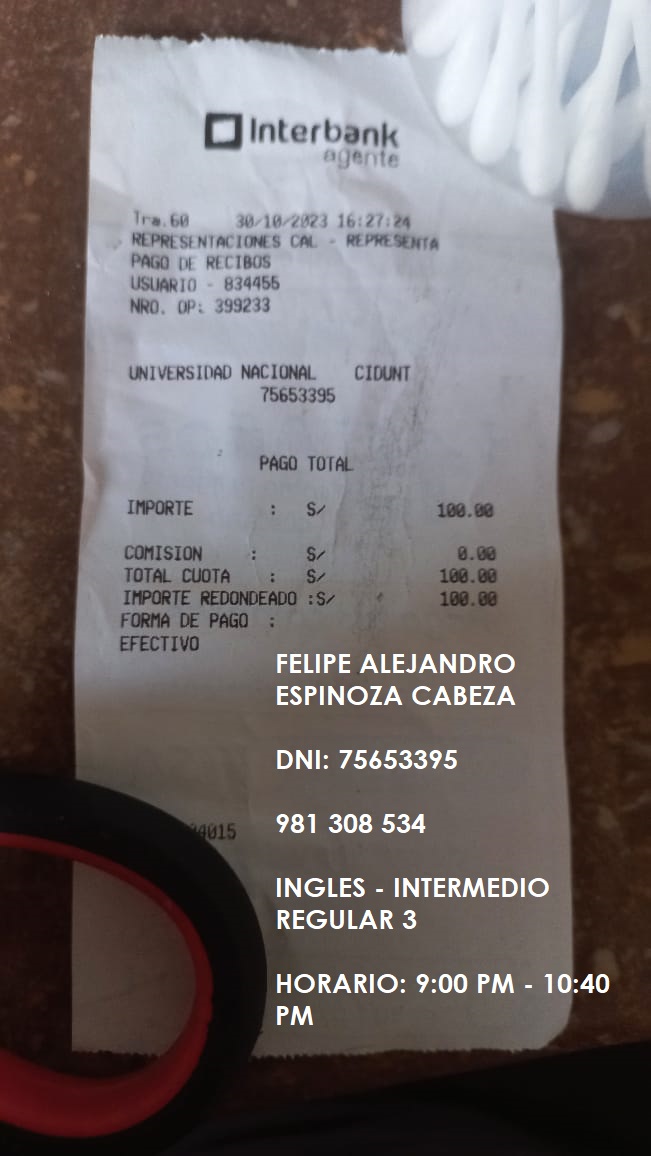 Interbank
agente
Tra.60 30/10/2023 16:27:24
REPRESENTACIONES CAL - REPRESENTA
PAGO DE RECIBOS
USUARIO - 834455
NRO. OP: 399233
UNIVERSIDAD NACIONAL CIDUNT
75653395
PAGO TOTAL
IMPORTE : S/ 100.00
COMISION : S/ 0.00
TOTAL CUOTA : S/ 100.00
IMPORTE REDONDEADO :S/ 100.00
FORMA DE PAGO :
EFECTIVO
FELIPE ALEJANDRO
ESPINOZA CABEZA
DNI: 75653395
981 308 534
4015
INGLES - INTERMEDIO
REGULAR 3
HORARIO: 9:00 PM - 10:40
PM